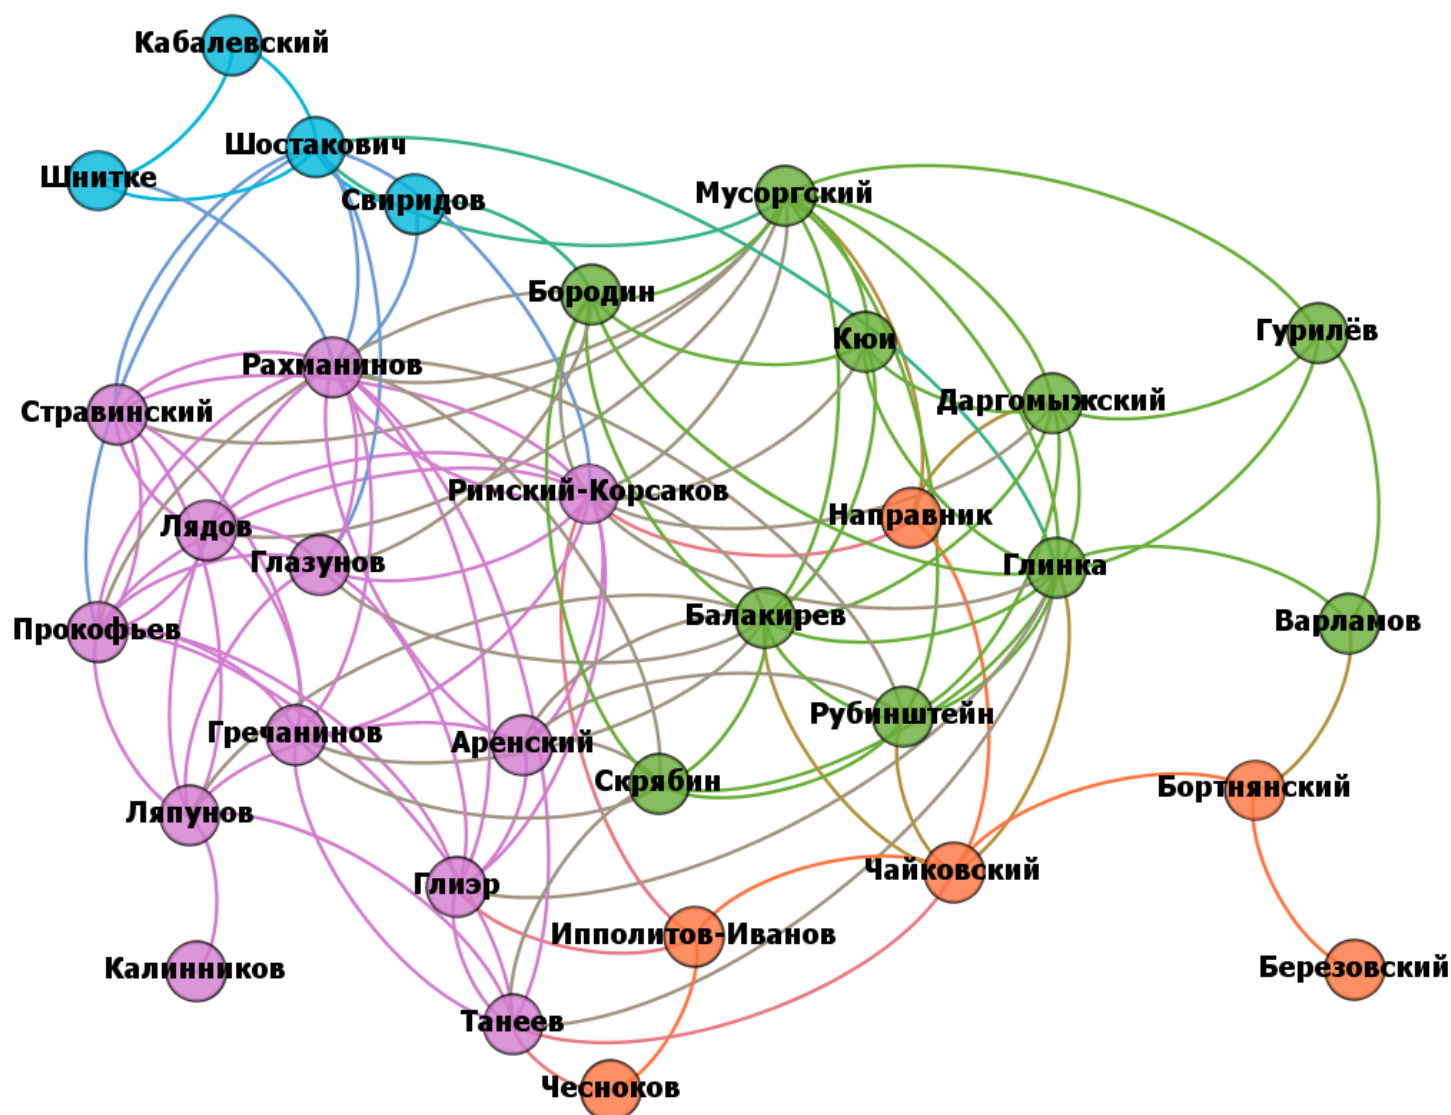 Кабалевский
Шостакович
Шнитке
Свиридов
Мусоргский
Бородин
Кюи
Гурилёв
Рахманинов
Даргомыжский
Стравинский
Римский-Корсаков
Направник
Лядов
Глазунов
Глинка
Балакирев
Варламов
Прокофьев
Рубинштейн
Гречанинов
Аренский
Скрябин
Бортнянский
Ляпунов
Чайковский
Глиэр
Ипполитов-Иванов
Калинников
Березовский
Танеев
Чесноков